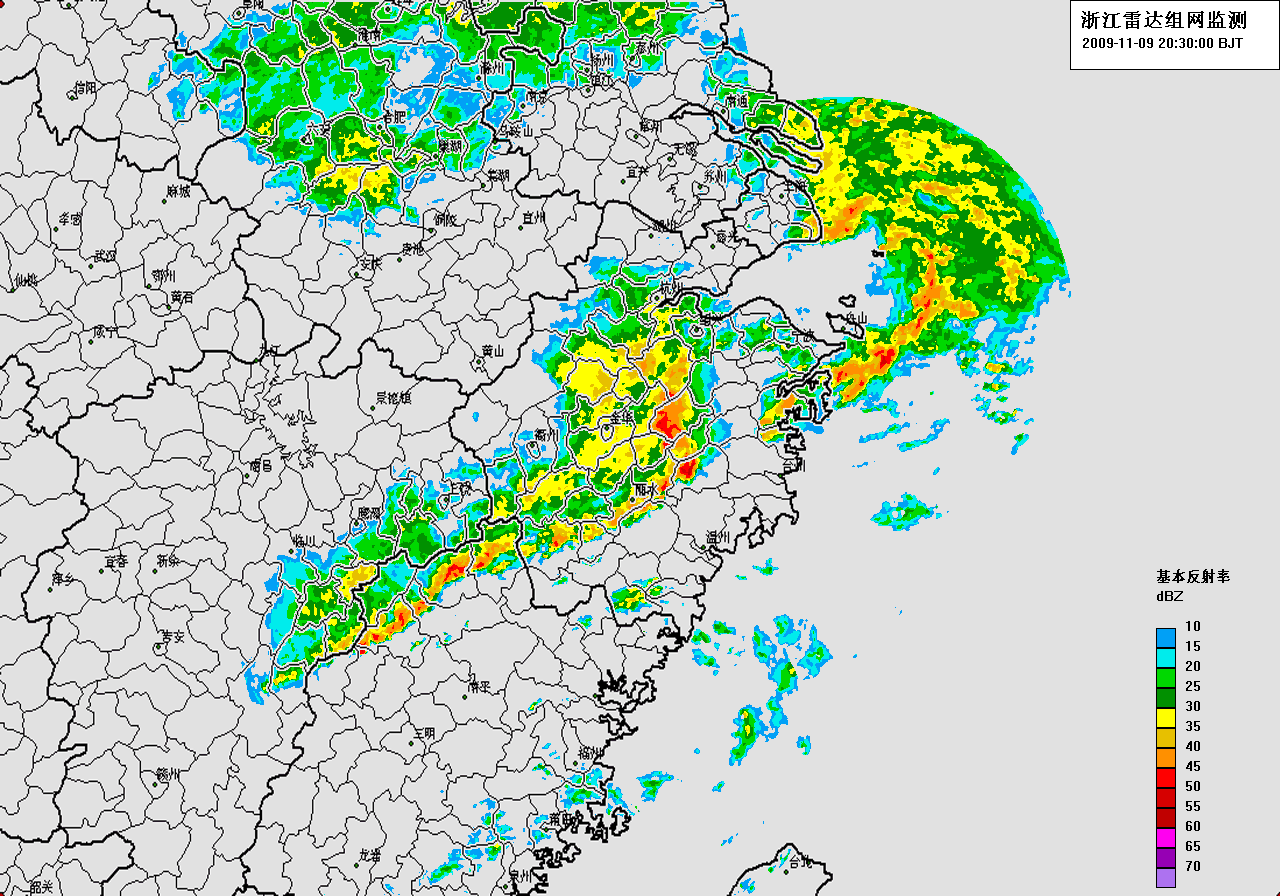 浙江雷达组网监测
2009-11-09 20:30:00 BJT
阜阳
淮南
滁州
扬州
泰州
镇江
信阳
南京
南通
合肥
六安
马鞍山
常州
巢湖
无锡
芜湖
宜兴
苏州
上海
麻城
孝感
铜陵
宣州
湖州
嘉兴
武汉
池州
安庆
仙桃
鄂州
黄石
杭州
绍兴
舟山
咸宁
宁波
九江
黄山
景德镇
金华
衢州
南昌
台州
上饶
丽水
鹰潭
临川
温州
宜春
新余
萍乡
基本反射率
dBZ
10
15
20
25
30
35
40
45
50
55
60
65
70
吉安
南平
三明
福州
赣州
莆田
龙岩
台北
泉州
韶关